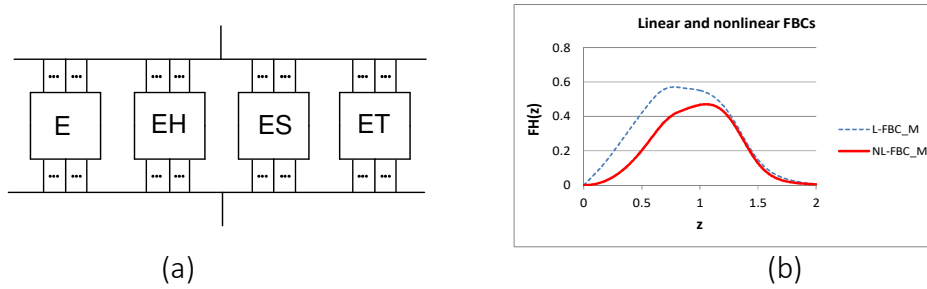 ... ... ... ... ... ... ... ...
E EH ES ET
... ... ... ... ... ... ... ...
(a)
Linear and nonlinear FBCs
0.8
0.6
0.4
0.2
0
FH(z)
0 0.5 1 1.5 2
z
L-FBC_M
NL-FBC_M
(b)